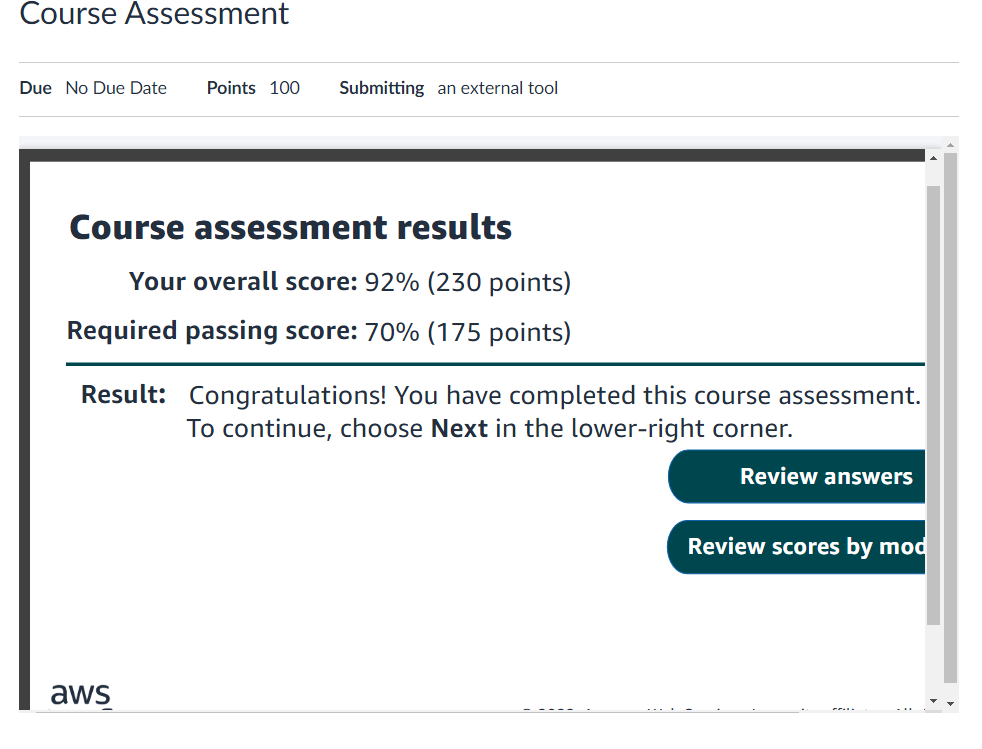 Course Assessment
Due No Due Date Points 100 Submitting an external tool
Course assessment results
Your overall score: 92% (230 points)
Required passing score: 70% (175 points)
Result: Congratulations! You have completed this course assessment.
To continue, choose Next in the lower-right corner.
Review answers
Review scores by mod
aws